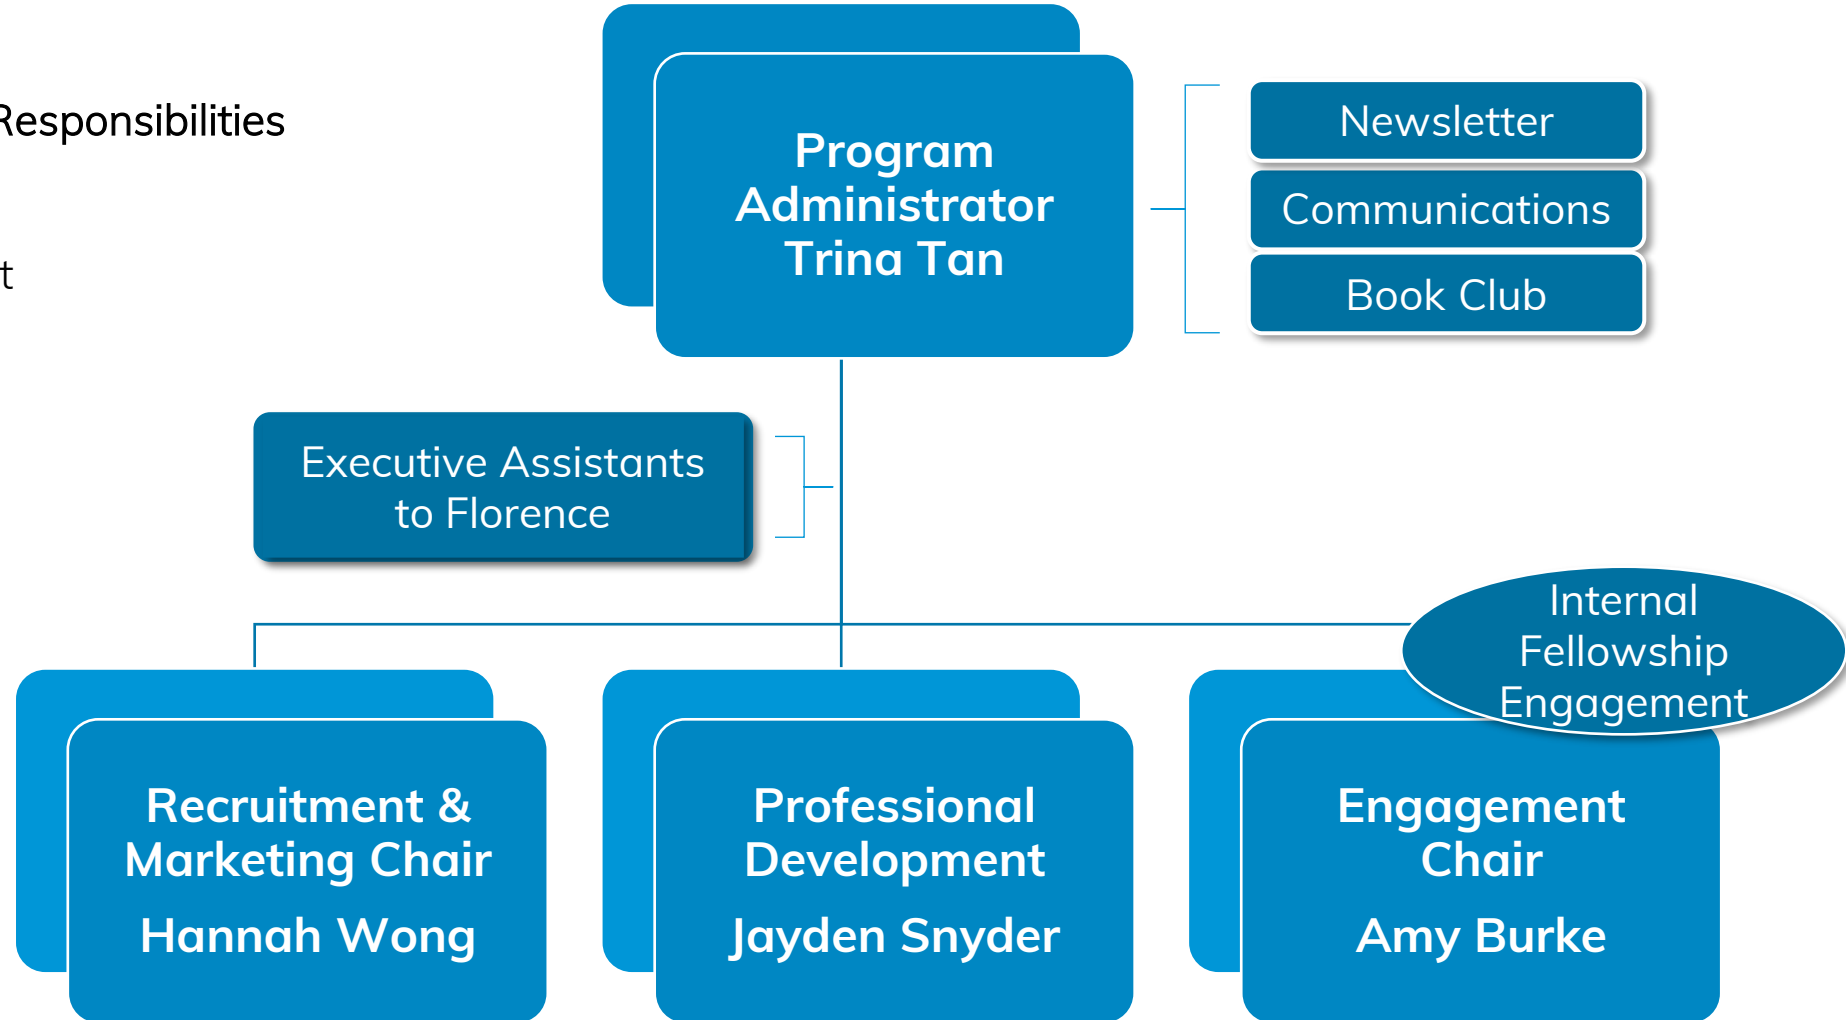 Responsibilities
t
Program
Administrator
Trina Tan
Newsletter
Communications
Book Club
Executive Assistants
to Florence
Internal
Fellowship
Engagement
Recruitment &
Marketing Chair
Hannah Wong
Professional
Development
Jayden Snyder
Engagement
Chair
Amy Burke